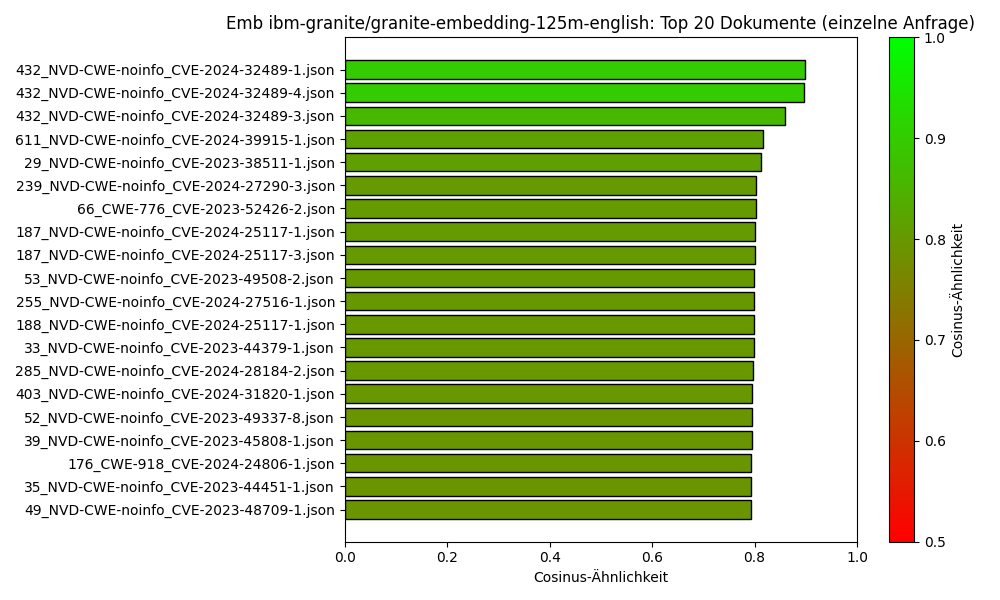 Emb ibm-granite/granite-embedding-125m-english: Top 20 Dokumente (einzelne Anfrage)
432_NVD-CWE-noinfo_CVE-2024-32489-1.json
432_NVD-CWE-noinfo_CVE-2024-32489-4.json
432_NVD-CWE-noinfo_CVE-2024-32489-3.json
611_NVD-CWE-noinfo_CVE-2024-39915-1.json
29_NVD-CWE-noinfo_CVE-2023-38511-1.json
239_NVD-CWE-noinfo_CVE-2024-27290-3.json
66_CWE-776_CVE-2023-52426-2.json
187_NVD-CWE-noinfo_CVE-2024-25117-1.json
187_NVD-CWE-noinfo_CVE-2024-25117-3.json
53_NVD-CWE-noinfo_CVE-2023-49508-2.json
255_NVD-CWE-noinfo_CVE-2024-27516-1.json
188_NVD-CWE-noinfo_CVE-2024-25117-1.json
33_NVD-CWE-noinfo_CVE-2023-44379-1.json
285_NVD-CWE-noinfo_CVE-2024-28184-2.json
403_NVD-CWE-noinfo_CVE-2024-31820-1.json
52_NVD-CWE-noinfo_CVE-2023-49337-8.json
39_NVD-CWE-noinfo_CVE-2023-45808-1.json
176_CWE-918_CVE-2024-24806-1.json
35_NVD-CWE-noinfo_CVE-2023-44451-1.json
49_NVD-CWE-noinfo_CVE-2023-48709-1.json
0.0 0.2 0.4 0.6 0.8 1.0
Cosinus-Ähnlichkeit
1.0
0.9
0.8
0.7
0.6
0.5
Cosinus-Ähnlichkeit